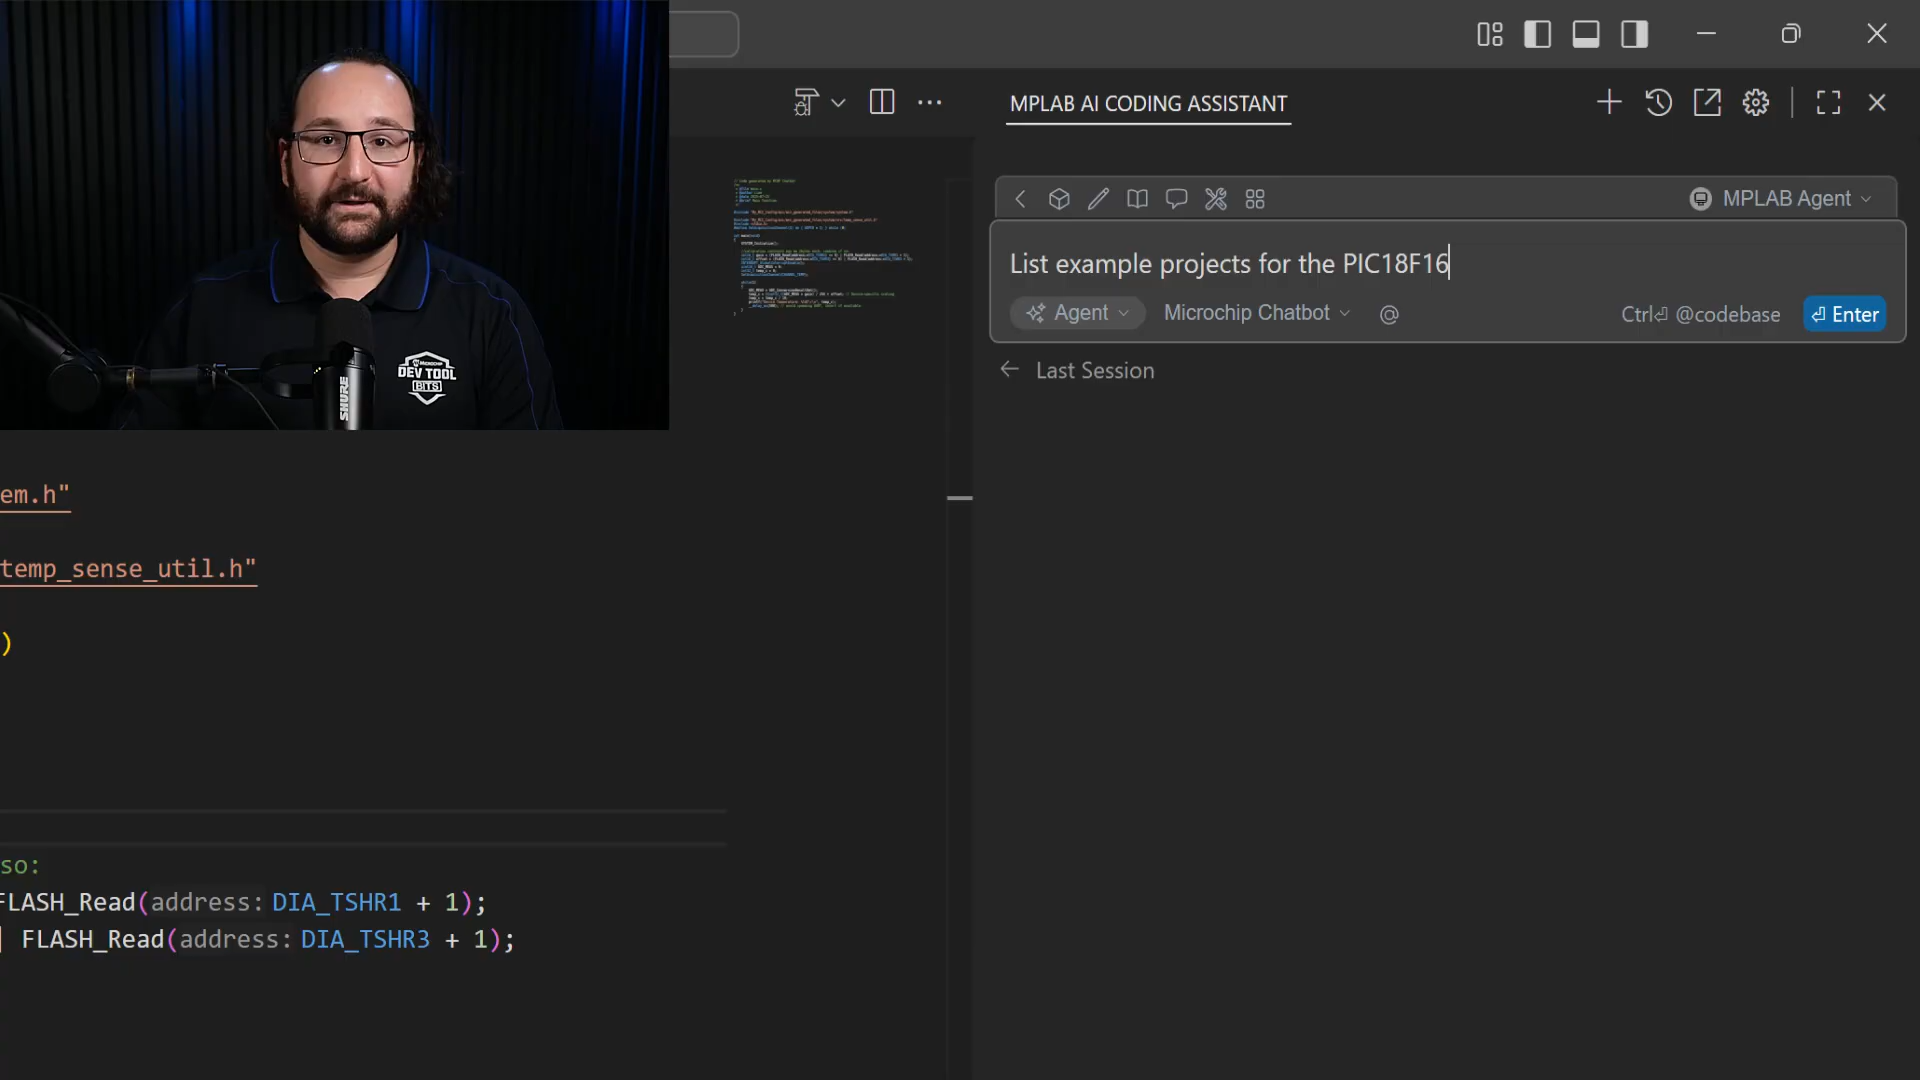 MPLAB AI CODING ASSISTANT
MPLAB Agent
List example projects for the PIC18F16
Agent
Microchip Chatbot
@
Ctrl⏎ @codebase
⏎ Enter
Last Session
MICROCHIP
DEV TOOL
BITS
SHURE
em.h"
temp_sense_util.h"
)
so:
FLASH_Read(address: DIA_TSHR1 + 1);
| FLASH_Read(address: DIA_TSHR3 + 1);